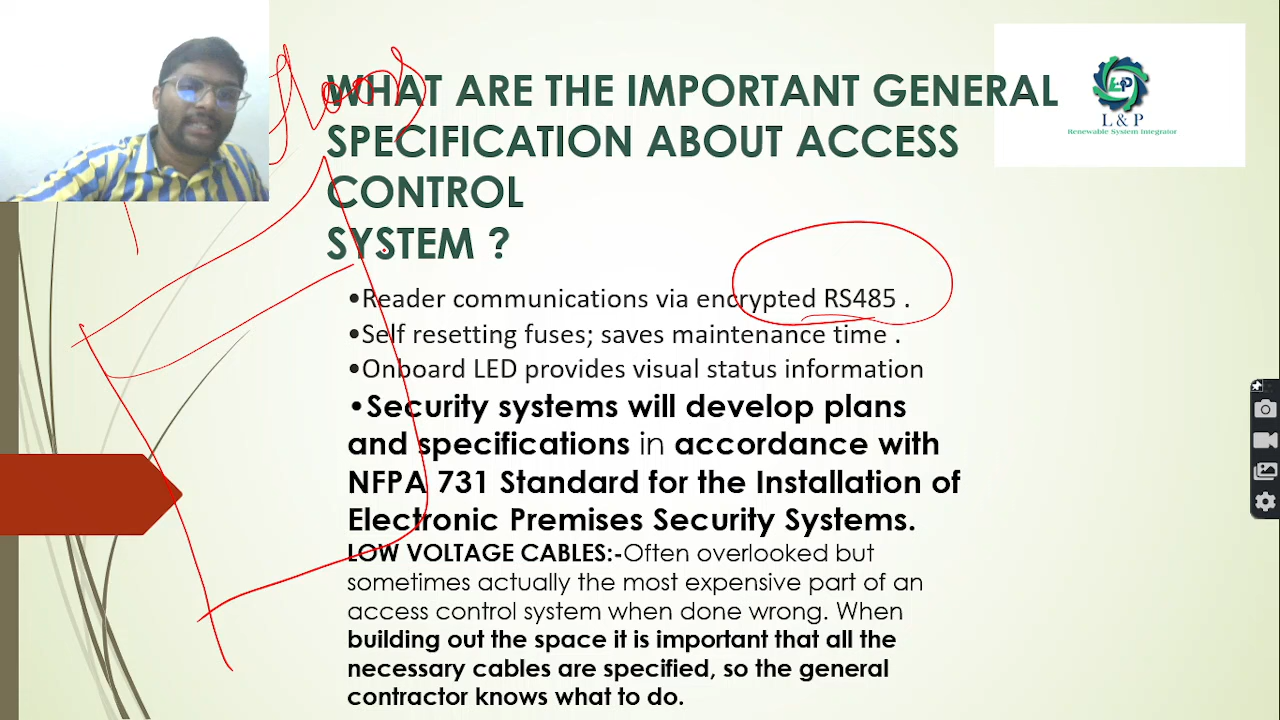 floor
WHAT ARE THE IMPORTANT GENERAL
SPECIFICATION ABOUT ACCESS
CONTROL
SYSTEM ?
L&P
L & P
Renewable System Integrator
•Reader communications via encrypted RS485 .
•Self resetting fuses; saves maintenance time .
•Onboard LED provides visual status information
•Security systems will develop plans
and specifications in accordance with
NFPA 731 Standard for the Installation of
Electronic Premises Security Systems.
LOW VOLTAGE CABLES:-Often overlooked but
sometimes actually the most expensive part of an
access control system when done wrong. When
building out the space it is important that all the
necessary cables are specified, so the general
contractor knows what to do.